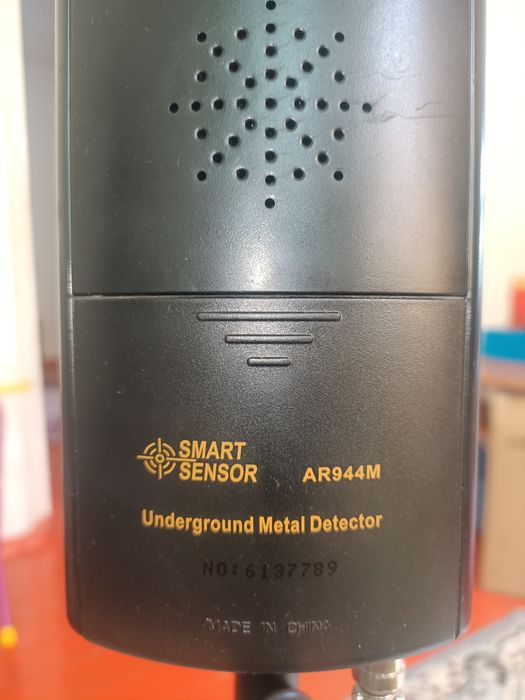 SMART
SENSOR AR944M
Underground Metal Detector
NO:6137789
MADE IN CHINA